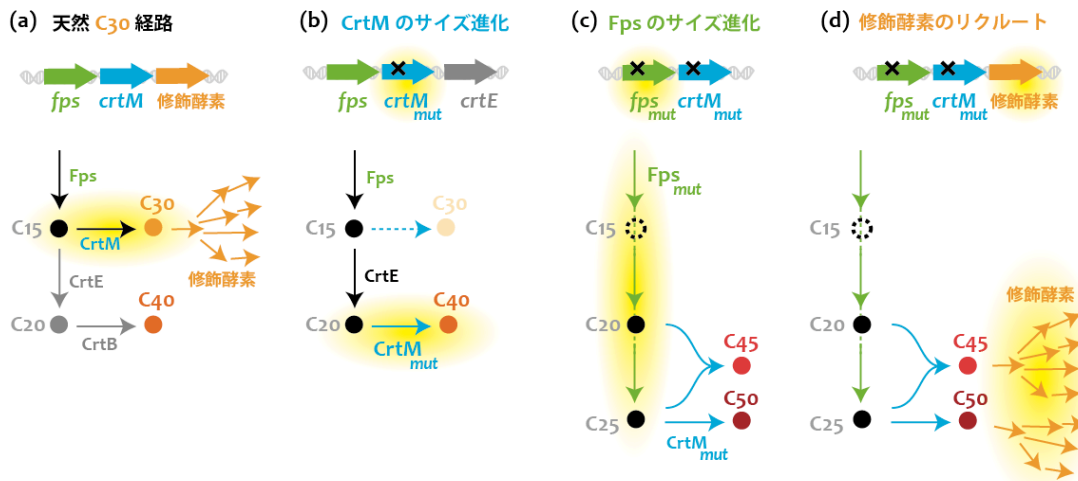 (a) 天然 C30 経路
fps
crtM
修飾酵素
Fps
C15
C30
CrtM
修飾酵素
CrtE
C20
C40
CrtB
(b) CrtM のサイズ進化
fps
crtM
mut
crtE
Fps
C15
C30
CrtE
C20
C40
CrtM
mut
(c) Fps のサイズ進化
fps
mut
crtM
mut
Fps
mut
C15
C20
C45
C50
C25
CrtM
mut
(d) 修飾酵素のリクルート
fps
mut
crtM
mut
修飾酵素
C15
修飾酵素
C20
C45
C50
C25